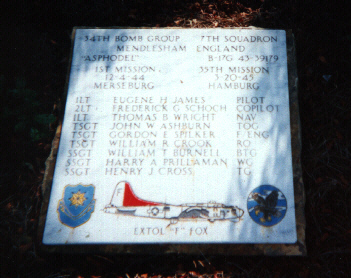 34TH BOMB GROUP 7TH SQUADRON
MENDLESHAM ENGLAND
"ASPHODEL" B-17G 43-39179
1ST MISSION 35TH MISSION
12-4-44 3-20-45
MERSEBURG HAMBURG
1LT EUGENE H JAMES PILOT
2LT FREDERICK G SCHOCH COPILOT
1LT THOMAS B WRIGHT NAV
TSGT JOHN W ASHBURN TOG
TSGT GORDON E SPILKER F ENG
TSGT WILLIAM R CROOK RO
SSGT WILLIAM T BURNELL BTG
SSGT HARRY A PRILLAMAN WG
SSGT HENRY J CROSS TG
EXTOL "F" FOX